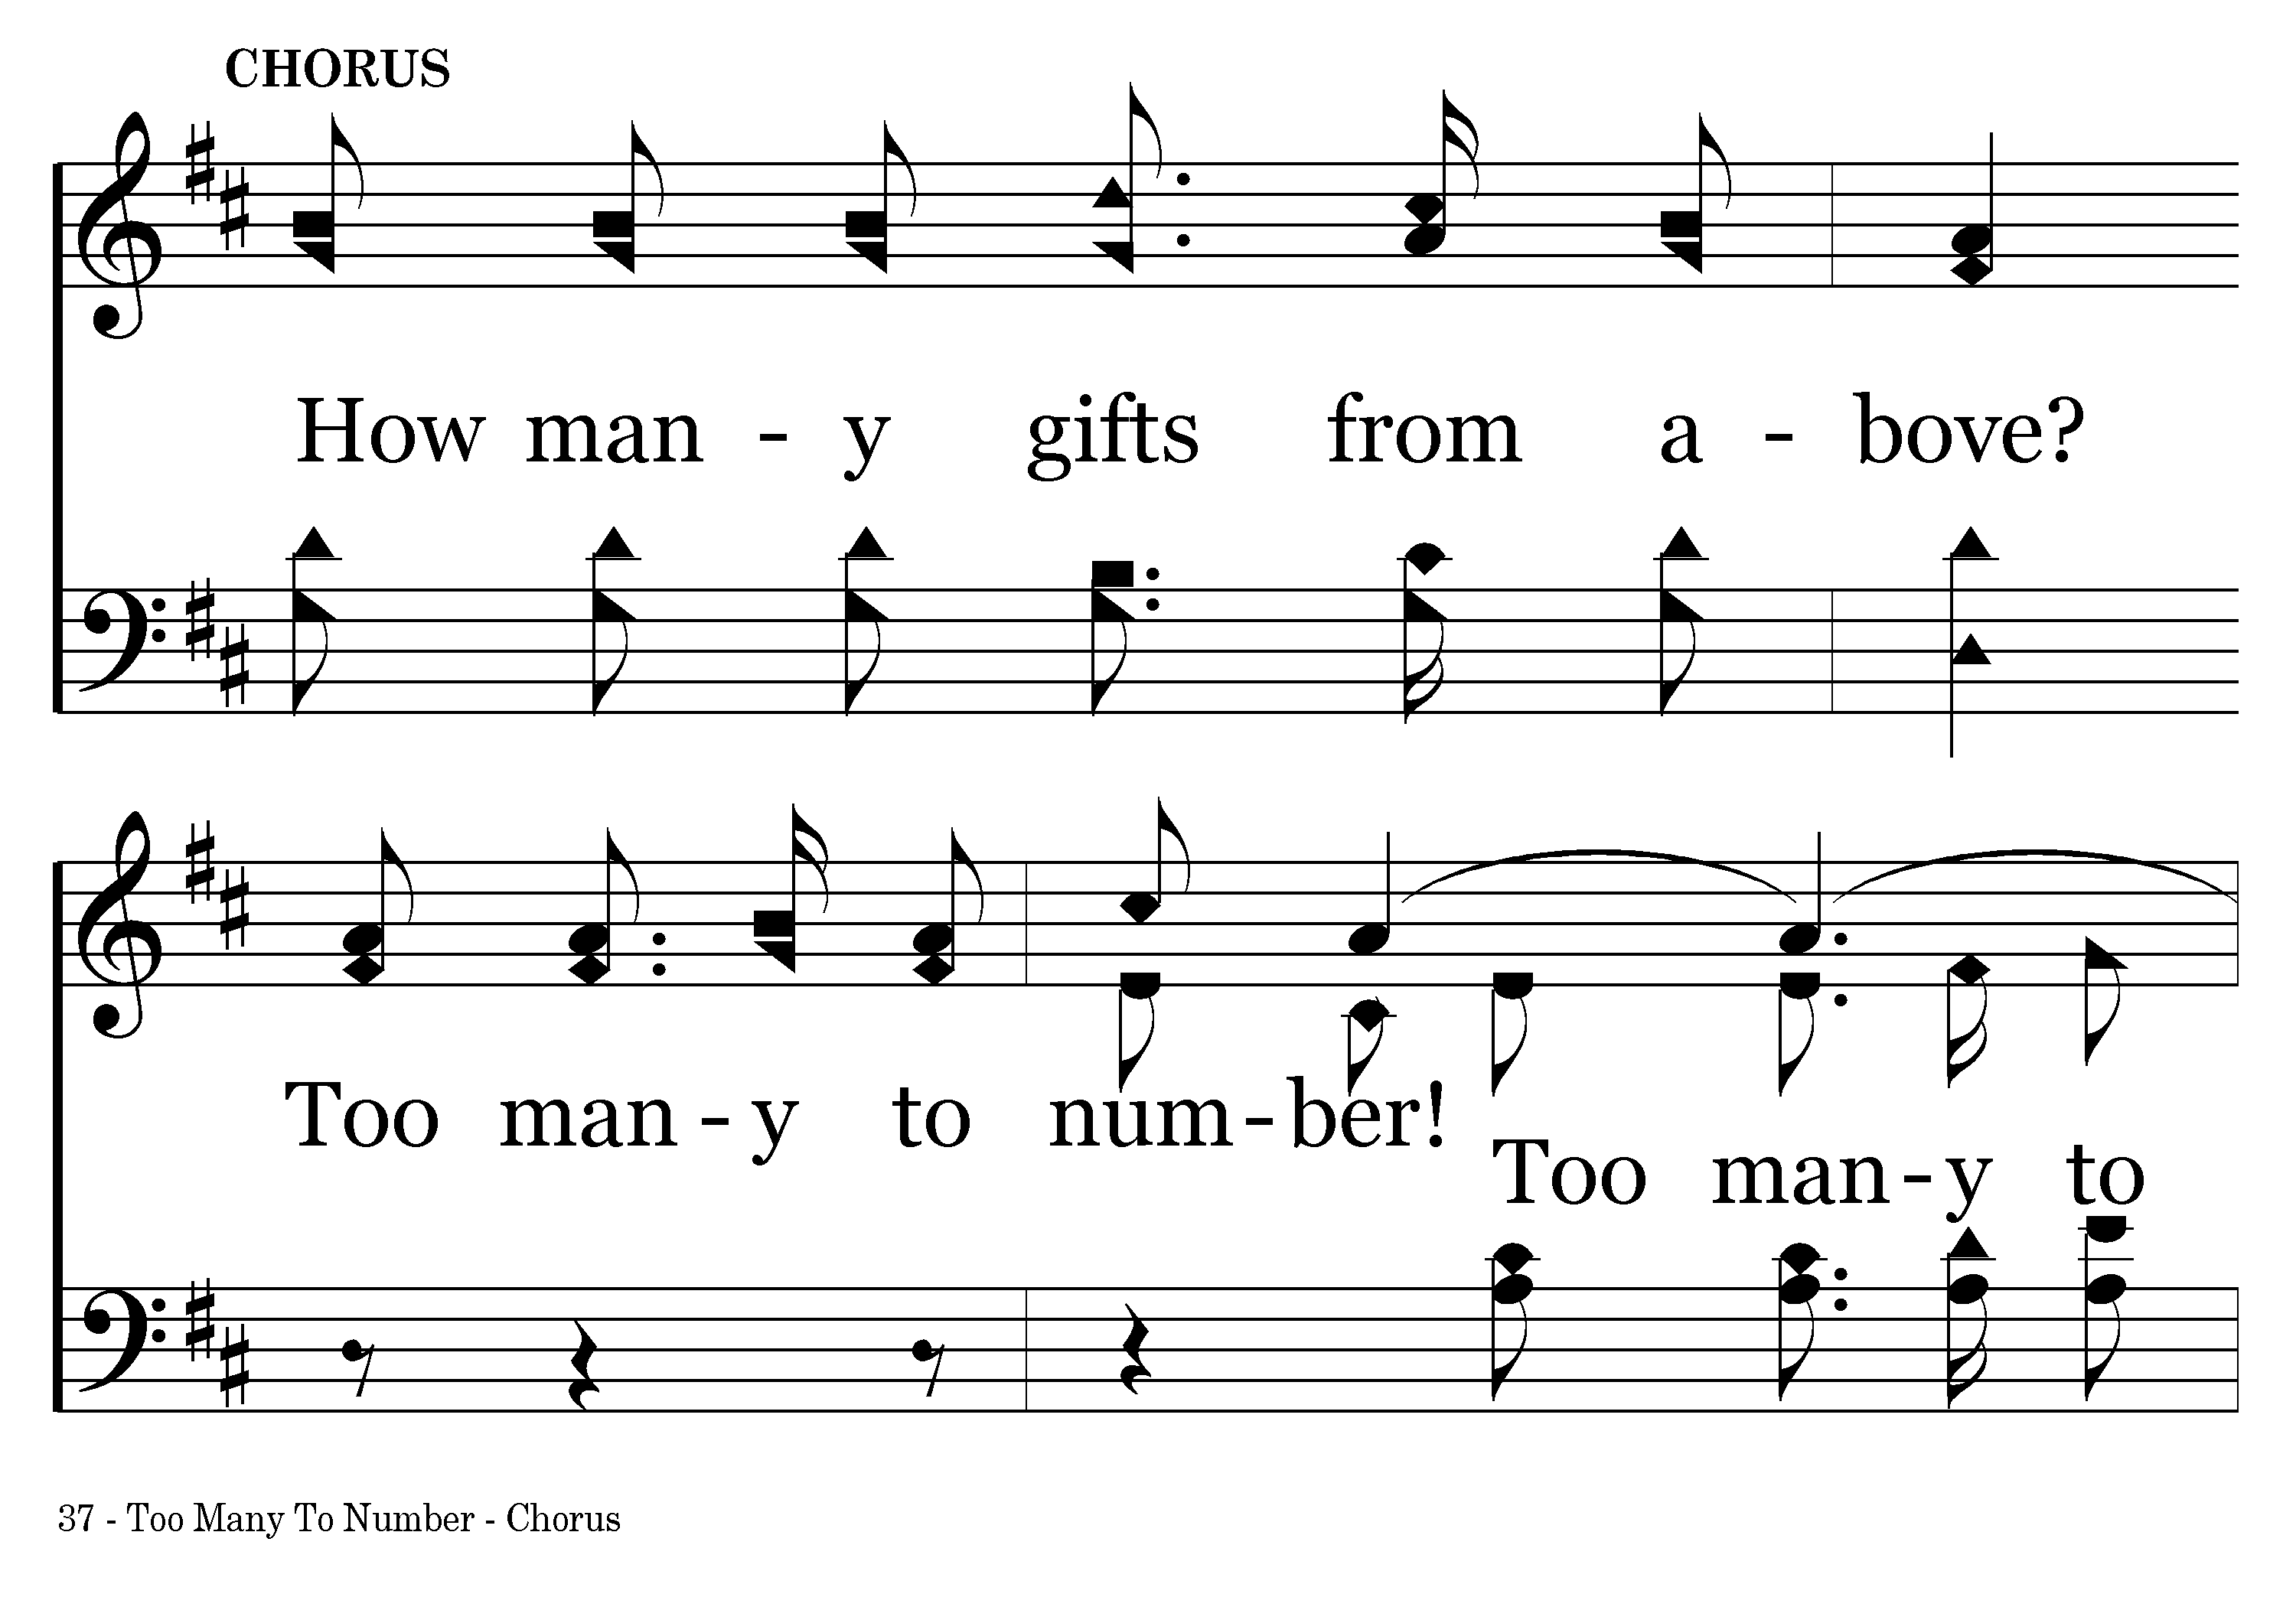 CHORUS
How man - y gifts from a - bove?
Too man - y to num - ber!
Too man - y to
37 - Too Many To Number - Chorus